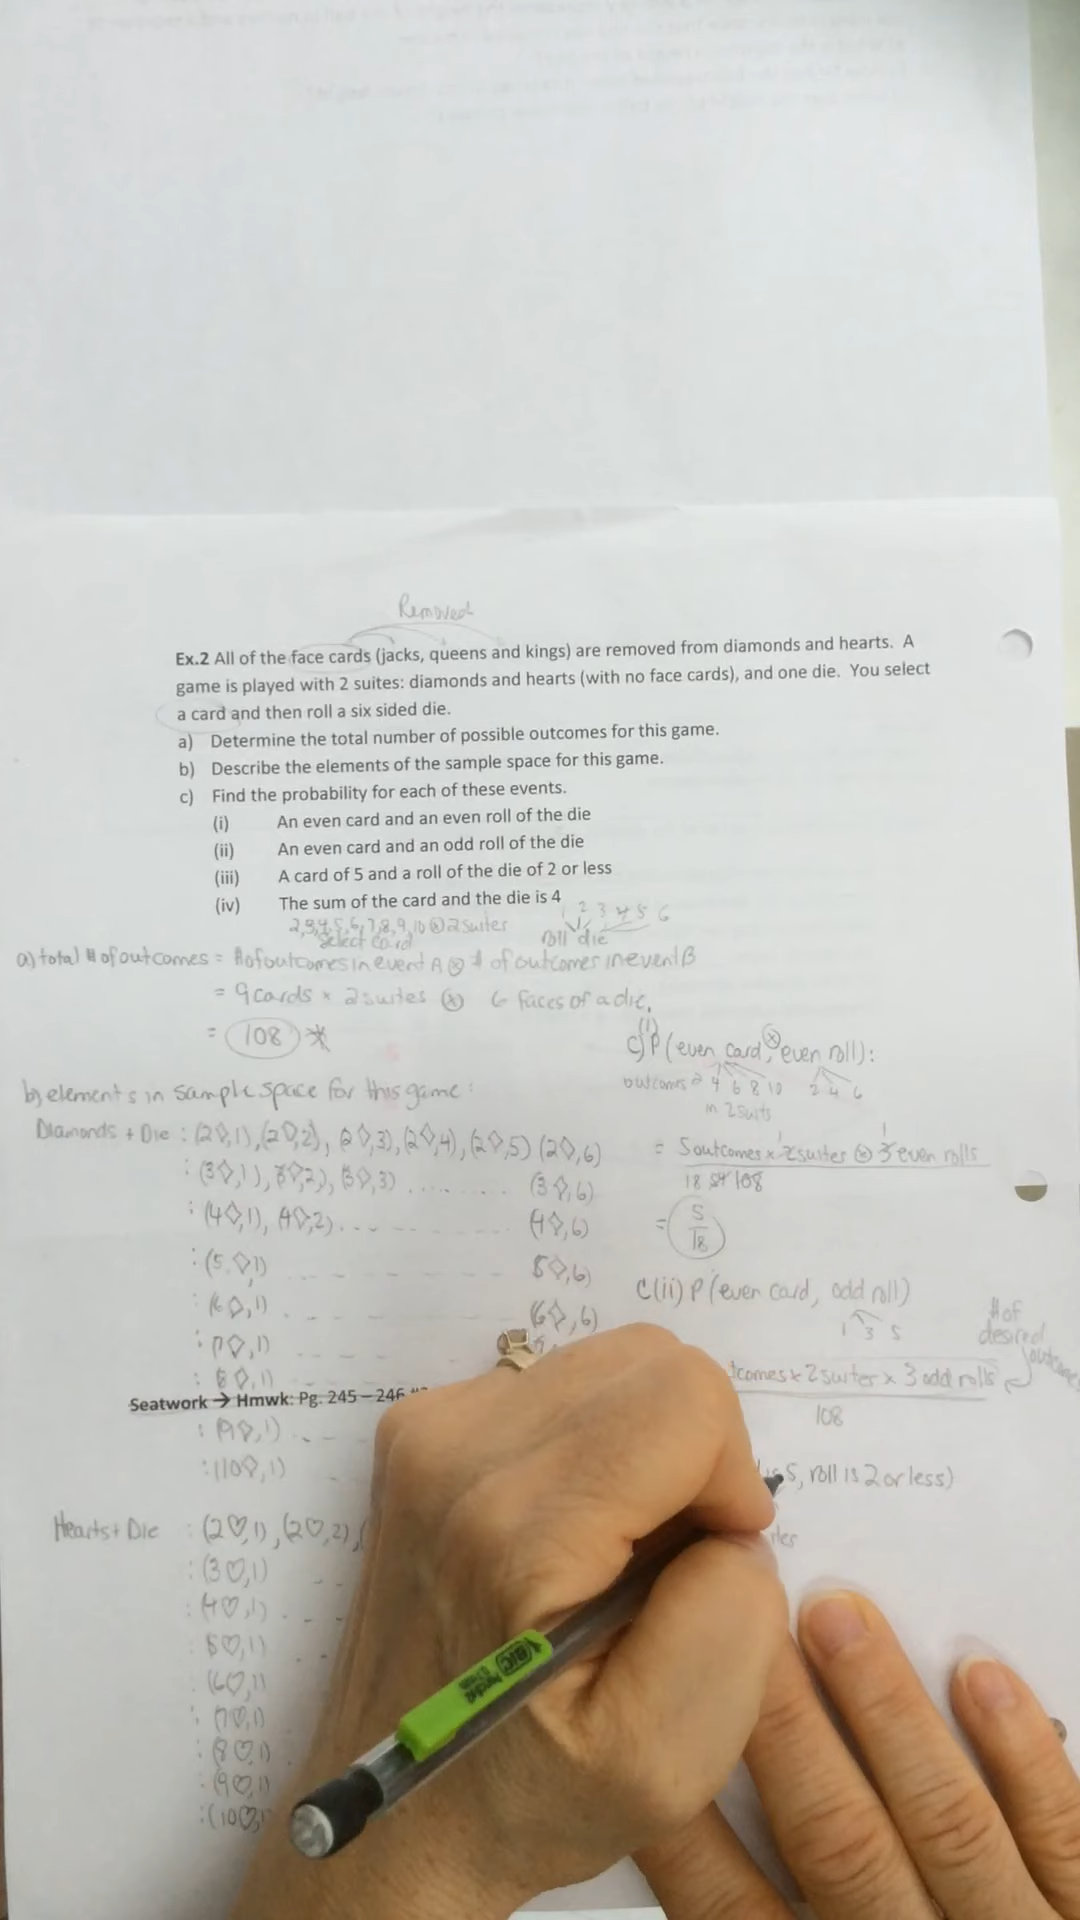 Removed
Ex.2 All of the face cards (jacks, queens and kings) are removed from diamonds and hearts. A
game is played with 2 suites: diamonds and hearts (with no face cards), and one die. You select
a card and then roll a six sided die.
a) Determine the total number of possible outcomes for this game.
b) Describe the elements of the sample space for this game.
c) Find the probability for each of these events.
(i) An even card and an even roll of the die
(ii) An even card and an odd roll of the die
(iii) A card of 5 and a roll of the die of 2 or less
(iv) The sum of the card and the die is 4
2,3,4,5,6,7,8,9,10 ⊗ 2 suites 1 2 3 4 5 6
Select card roll die
a) total # of outcomes = # of outcomes in event A ⊗ # of outcomes in event B
= 9 cards × 2 suites ⊗ 6 faces of a die.
= 108 *
c)(i) P(even card, ⊗ even roll):
outcomes 2 4 6 8 10 2 4 6
in 2 suits
= 5 outcomes × 2 suites ⊗ 3 even rolls
18 54 108
= 5/18
b) elements in sample space for this game:
Diamonds + Die : (2◊,1), (2◊,2), (2◊,3), (2◊,4), (2◊,5) (2◊,6)
: (3◊,1), 3◊,2), (3◊,3) ......... (3◊,6)
: (4◊,1), 4◊,2).. - - - - - - (4◊,6)
: (5◊,1) - - - - - - 5◊,6)
: (6◊,1) . - - - - - (6◊,6)
: (7◊,1)
: 8◊,1)
: (9◊,1) . . -
: (10◊,1)
c(ii) P(even card, odd roll)
1 3 5
# of
desired
outcomes
tcomes × 2 suites × 3 odd rolls
108
5, roll is 2 or less)
Seatwork → Hmwk: Pg. 245 – 246
Hearts + Die : (2♡,1), (2♡,2), (
: (3♡,1) - -
: (4♡,1) . - -
: 5♡,1) . .
: (6♡,1)
: (7♡,1)
: (8♡,1)
: (9♡,1)
: (10♡,1
BIC